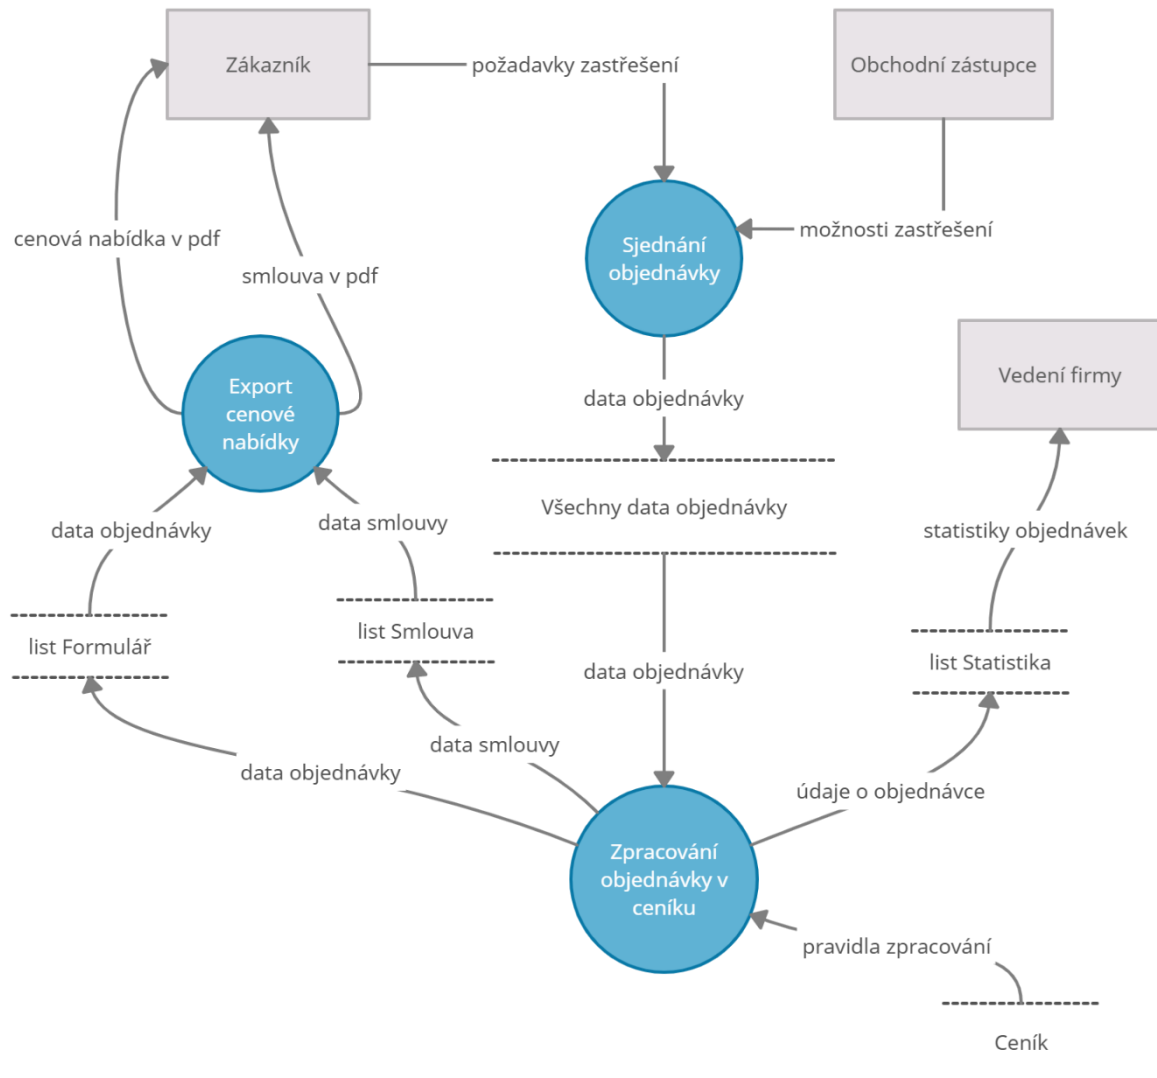 Zákazník
požadavky zastřešení
Obchodní zástupce
cenová nabídka v pdf
smlouva v pdf
Sjednání
objednávky
možnosti zastřešení
Export
cenové
nabídky
data objednávky
Vedení firmy
Všechny data objednávky
data objednávky
data smlouvy
statistiky objednávek
list Formulář
list Smlouva
data objednávky
list Statistika
data objednávky
data smlouvy
údaje o objednávce
Zpracování
objednávky v
ceníku
pravidla zpracování
Ceník